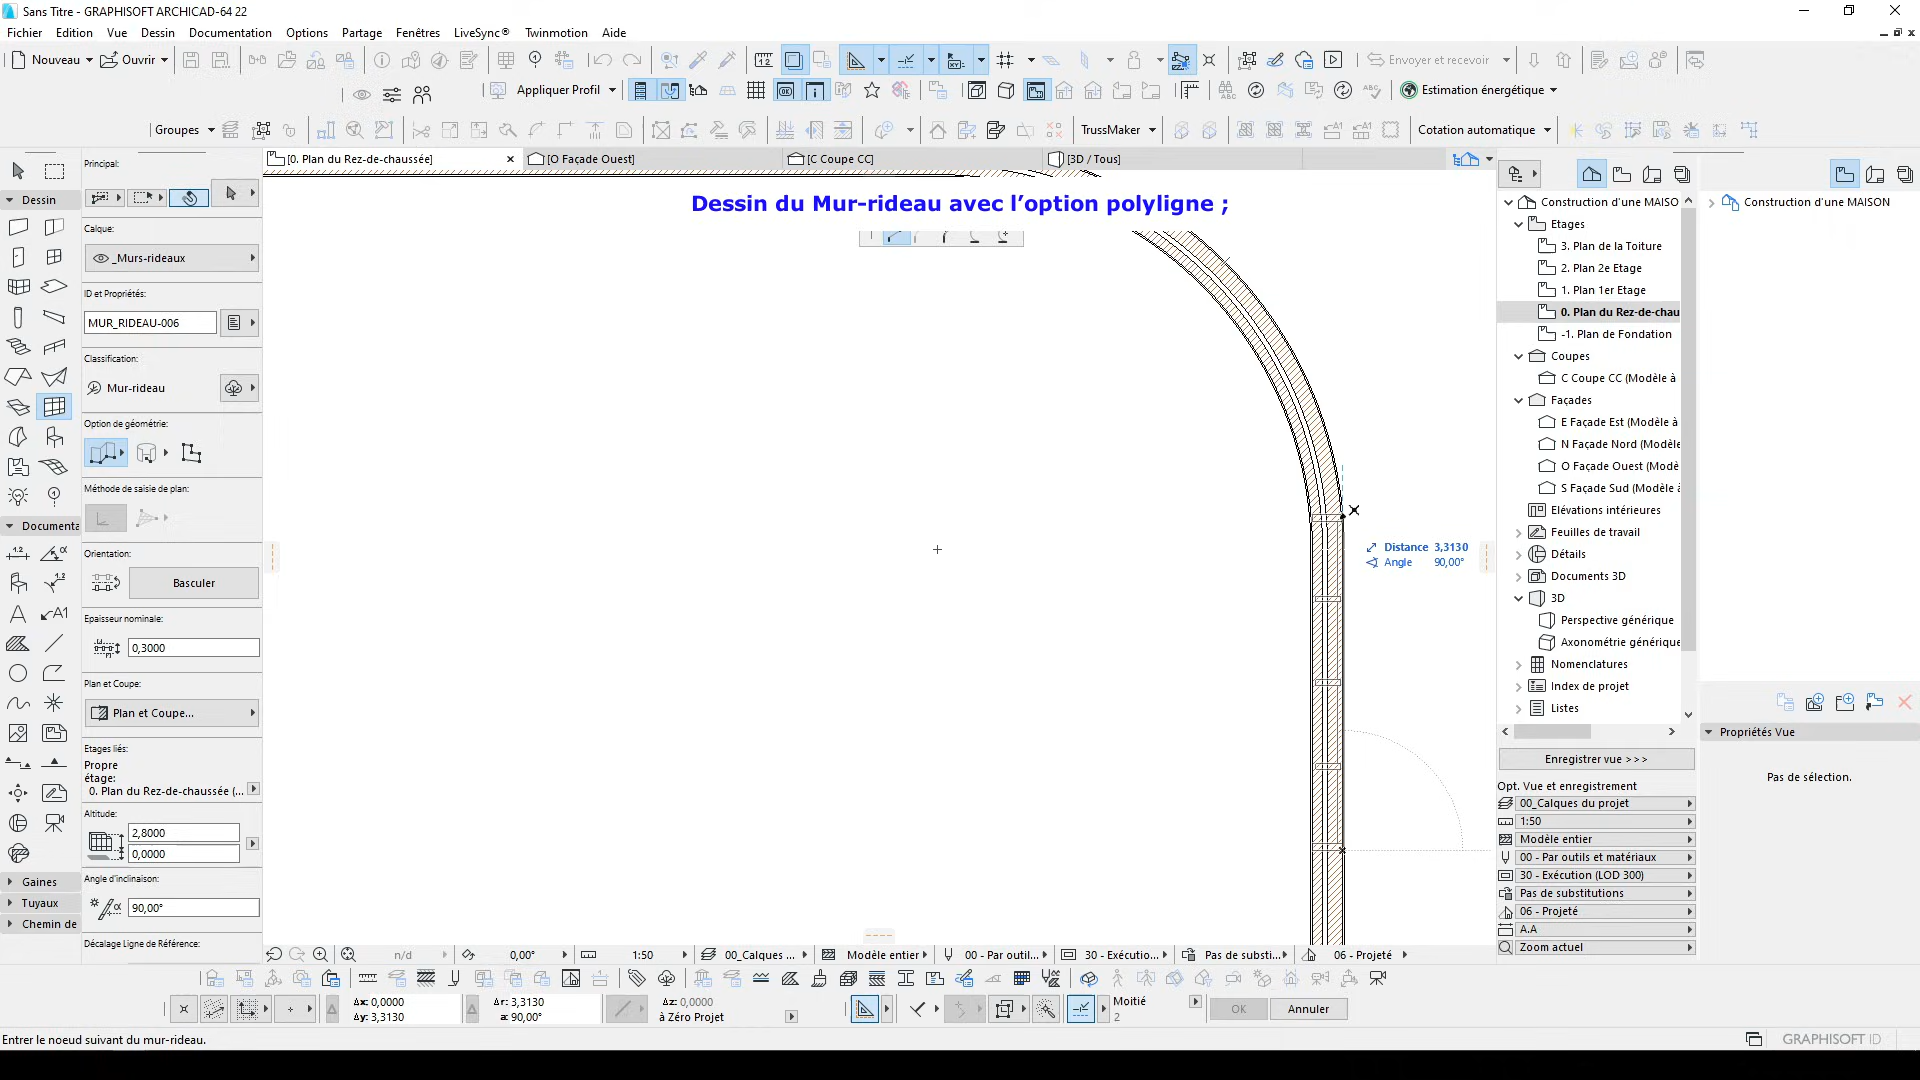 Sans Titre - GRAPHISOFT ARCHICAD-64 22
Fichier Edition Vue Dessin Documentation Options Partage Fenêtres LiveSync® Twinmotion Aide
Nouveau Ouvrir Envoyer et recevoir
Appliquer Profil Estimation énergétique
Groupes TrussMaker Cotation automatique
[0. Plan du Rez-de-chaussée] [O Façade Ouest] [C Coupe CC] [3D / Tous]
Dessin du Mur-rideau avec l’option polyligne ;
Dessin
Documenta
Gaines
Tuyaux
Chemin de
Principal:
Calque:
_Murs-rideaux
ID et Propriétés:
MUR_RIDEAU-006
Classification:
Mur-rideau
Option de géométrie:
Méthode de saisie de plan:
Orientation:
Basculer
Epaisseur nominale:
0,3000
Plan et Coupe:
Plan et Coupe...
Etages liés:
Propre
étage:
0. Plan du Rez-de-chaussée (...
Altitude:
2,8000
0,0000
Angle d'inclinaison:
90,00°
Décalage Ligne de Référence:
Distance 3,3130
Angle 90,00°
Construction d'une MAISO
Etages
3. Plan de la Toiture
2. Plan 2e Etage
1. Plan 1er Etage
0. Plan du Rez-de-chau
-1. Plan de Fondation
Coupes
C Coupe CC (Modèle à
Façades
E Façade Est (Modèle à
N Façade Nord (Modèle
O Façade Ouest (Modè
S Façade Sud (Modèle à
Elévations intérieures
Feuilles de travail
Détails
Documents 3D
3D
Perspective générique
Axonométrie générique
Nomenclatures
Index de projet
Listes
Enregistrer vue >>>
Opt. Vue et enregistrement
00_Calques du projet
1:50
Modèle entier
00 - Par outils et matériaux
30 - Exécution (LOD 300)
Pas de substitutions
06 - Projeté
A.A
Zoom actuel
Construction d'une MAISON
Propriétés Vue
Pas de sélection.
n/d 0,00° 1:50 00_Calques ... Modèle entier 00 - Par outil... 30 - Exécutio... Pas de substi... 06 - Projeté
Δx: 0,0000 Δr: 3,3130 Δz: 0,0000 Moitié
Δy: 3,3130 a: 90,00° à Zéro Projet 2 OK Annuler
Entrer le noeud suivant du mur-rideau.
GRAPHISOFT ID